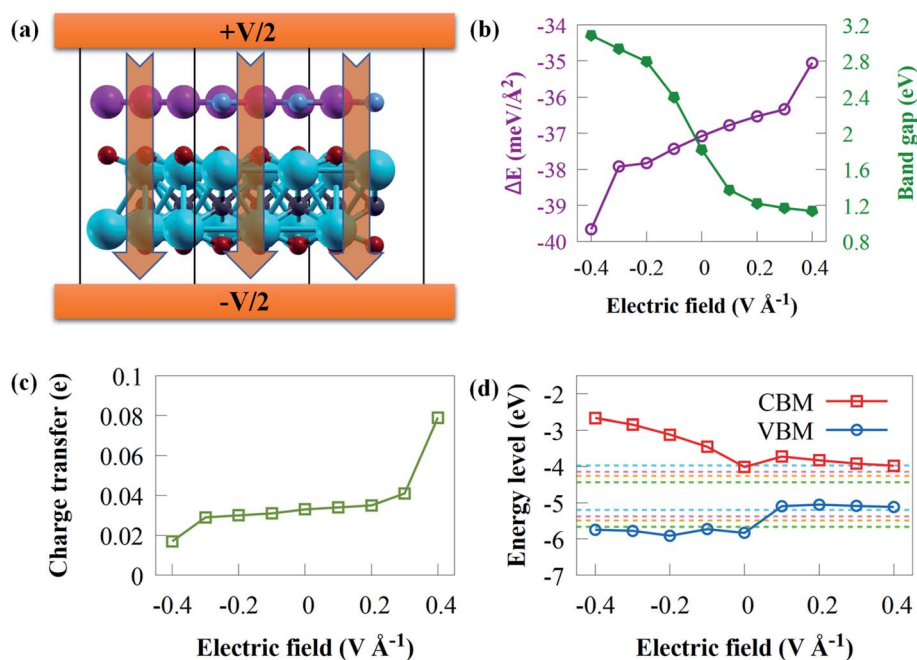 (a)
+V/2
-V/2
(b)
ΔE (meV/Å²)
-34
-35
-36
-37
-38
-39
-40
3.2
2.8
2.4
2
1.6
1.2
0.8
Band gap (eV)
-0.4 -0.2 0 0.2 0.4
Electric field (V Å⁻¹)
(c)
Charge transfer (e)
0.1
0.08
0.06
0.04
0.02
0
-0.4 -0.2 0 0.2 0.4
Electric field (V Å⁻¹)
(d)
Energy level (eV)
-2
-3
-4
-5
-6
-7
CBM
VBM
-0.4 -0.2 0 0.2 0.4
Electric field (V Å⁻¹)